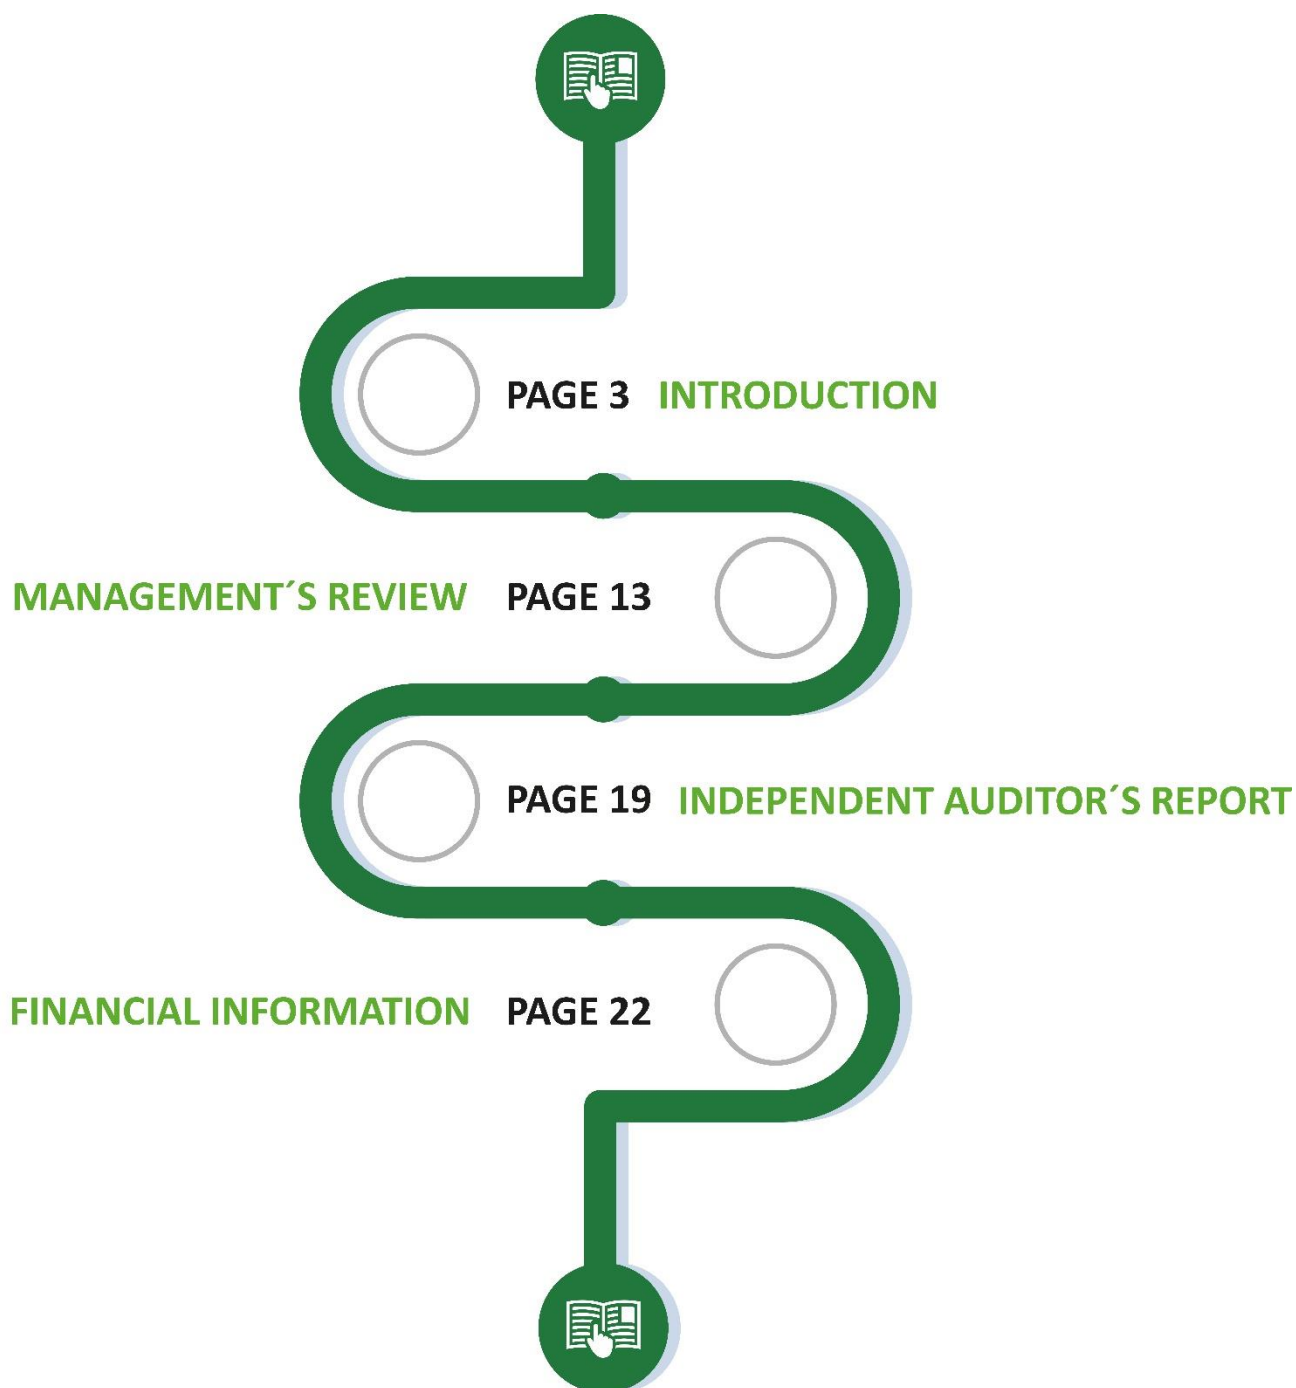 PAGE 3 INTRODUCTION
MANAGEMENT´S REVIEW PAGE 13
PAGE 19 INDEPENDENT AUDITOR´S REPORT
FINANCIAL INFORMATION PAGE 22